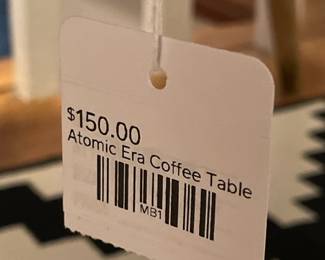 $150.00
Atomic Era Coffee Table
MB1